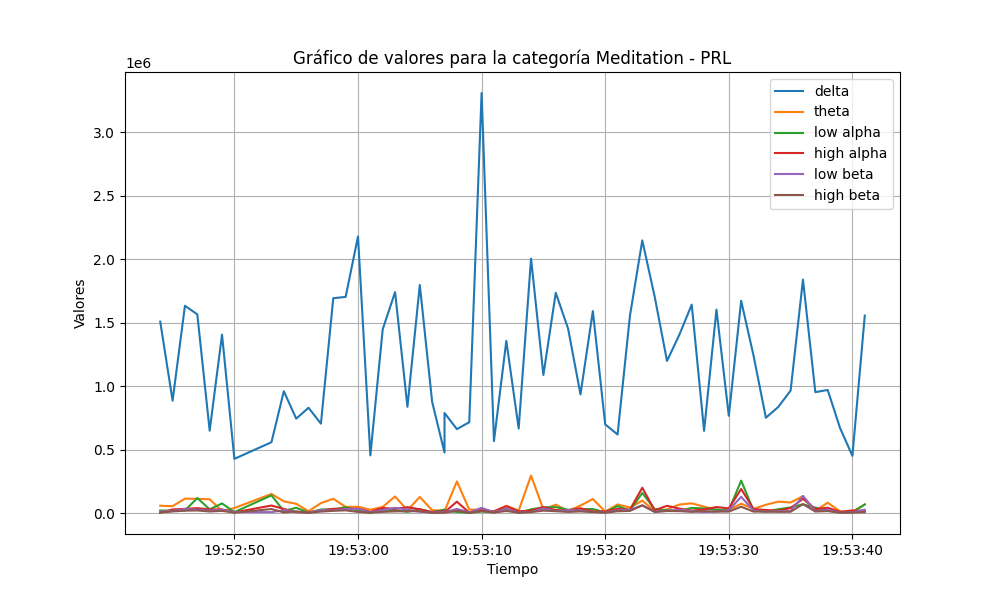 Gráfico de valores para la categoría Meditation - PRL
1e6
delta
theta
low alpha
high alpha
low beta
high beta
3.0
2.5
2.0
1.5
1.0
0.5
0.0
Valores
19:52:50 19:53:00 19:53:10 19:53:20 19:53:30 19:53:40
Tiempo